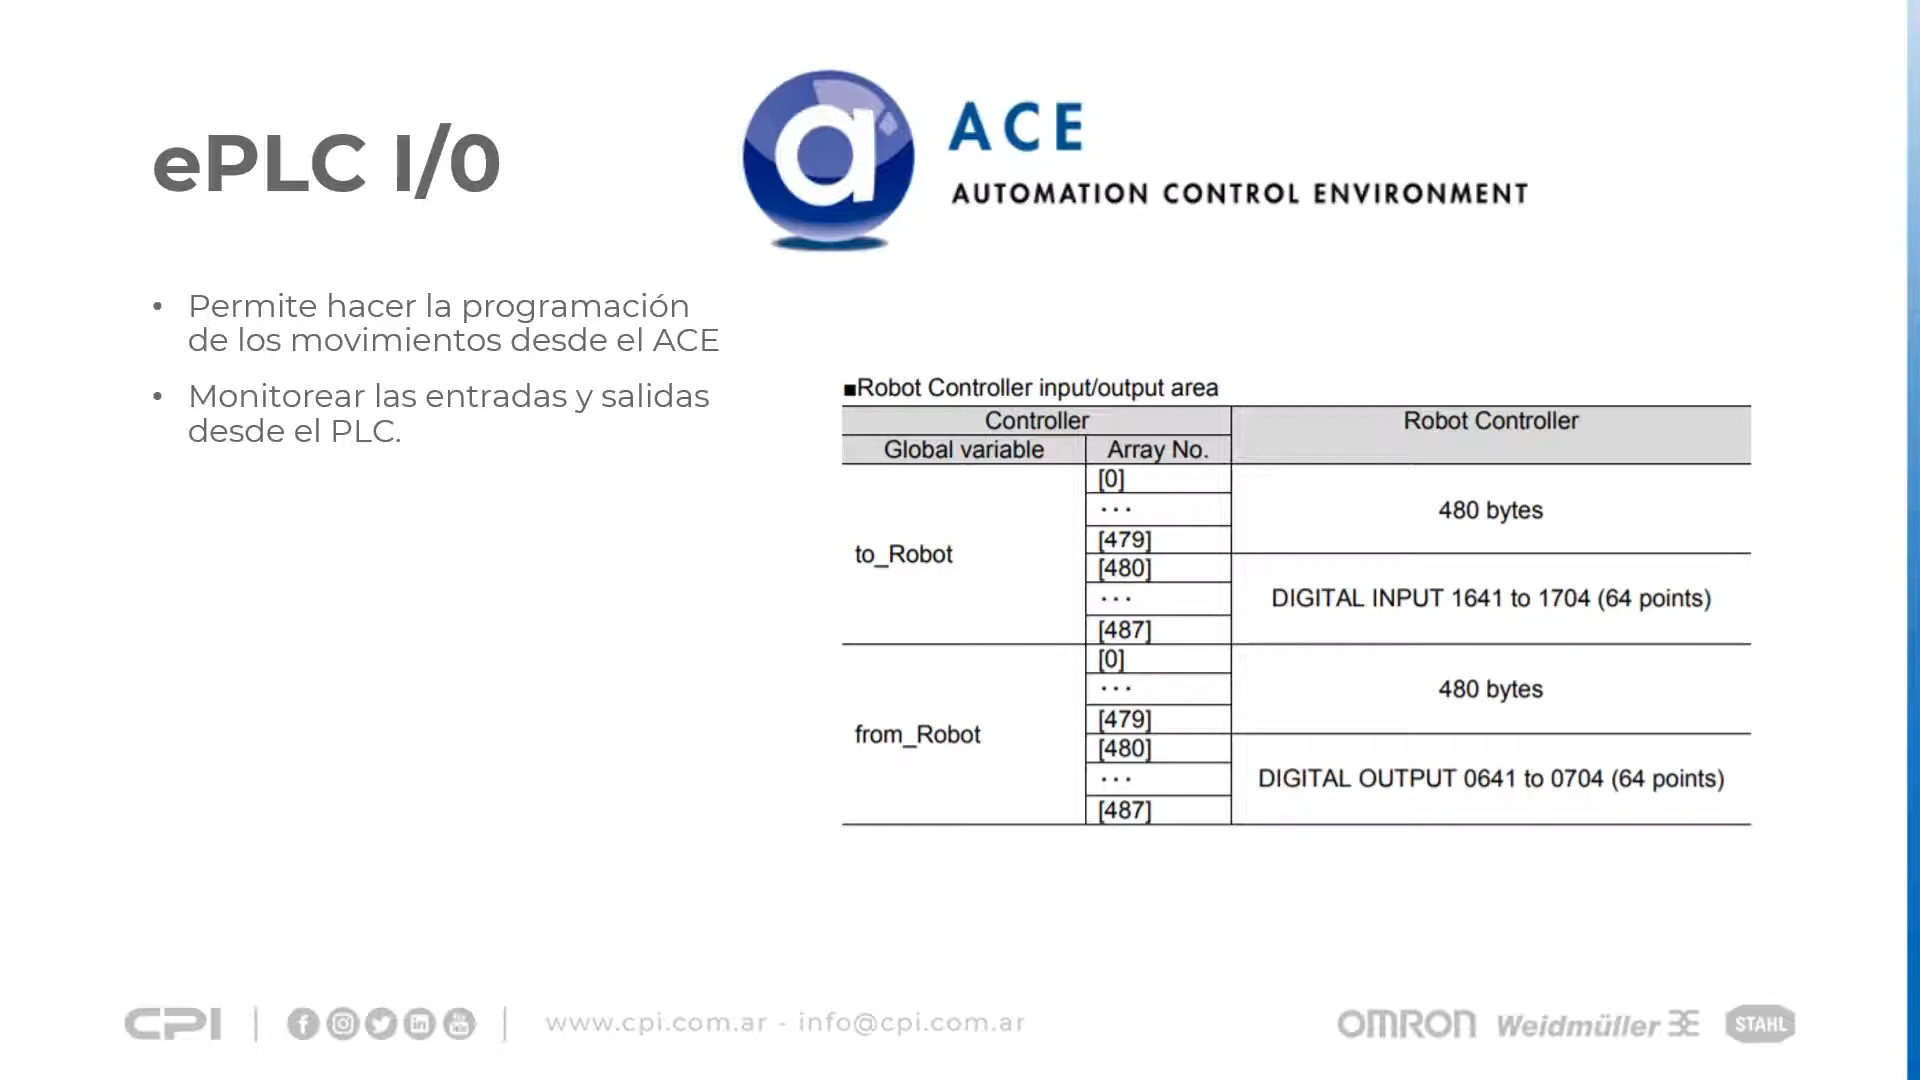 ePLC I/0
a
ACE
AUTOMATION CONTROL ENVIRONMENT
• Permite hacer la programación
de los movimientos desde el ACE
• Monitorear las entradas y salidas
desde el PLC.
■Robot Controller input/output area
Controller
Robot Controller
Global variable
Array No.
to_Robot
[0]
...
[479]
480 bytes
[480]
...
[487]
DIGITAL INPUT 1641 to 1704 (64 points)
from_Robot
[0]
...
[479]
480 bytes
[480]
...
[487]
DIGITAL OUTPUT 0641 to 0704 (64 points)
CPI
www.cpi.com.ar - info@cpi.com.ar
OMRON
Weidmüller
STAHL